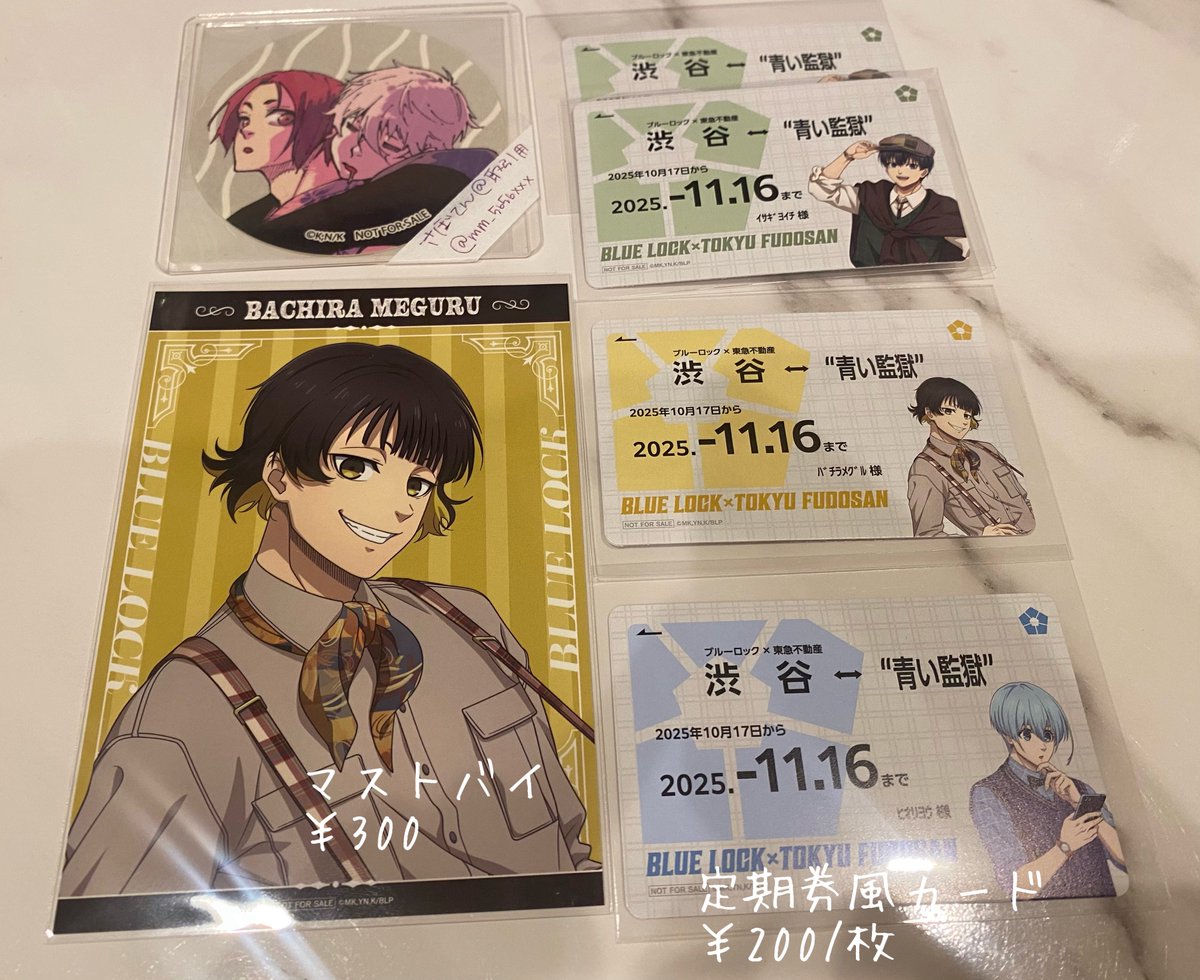 ©K.N/K NOT FOR SALE
さぼてん@交換用
@mm_5656xxx
ブルーロック×東急不動産
渋谷↔“青い監獄”
ブルーロック×東急不動産
渋谷↔“青い監獄”
2025年10月17日から
2025.-11.16まで
ｲｻｷﾞﾖｲﾁ 様
BLUE LOCK×TOKYU FUDOSAN
NOT FOR SALE ©MK,YN,K/BLP
BACHIRA MEGURU
BLUE LOCK
BLUE LOCK
マストバイ
¥300
NOT FOR SALE ©MK,YN,K/BLP
ブルーロック×東急不動産
渋谷↔“青い監獄”
2025年10月17日から
2025.-11.16まで
ﾊﾞﾁﾗﾒｸﾞﾙ 様
BLUE LOCK×TOKYU FUDOSAN
NOT FOR SALE ©MK,YN,K/BLP
ブルーロック×東急不動産
渋谷↔“青い監獄”
2025年10月17日から
2025.-11.16まで
ﾋｵﾘﾖｳ 様
BLUE LOCK×TOKYU FUDOSAN
NOT FOR SALE
定期券風カード
¥200/枚